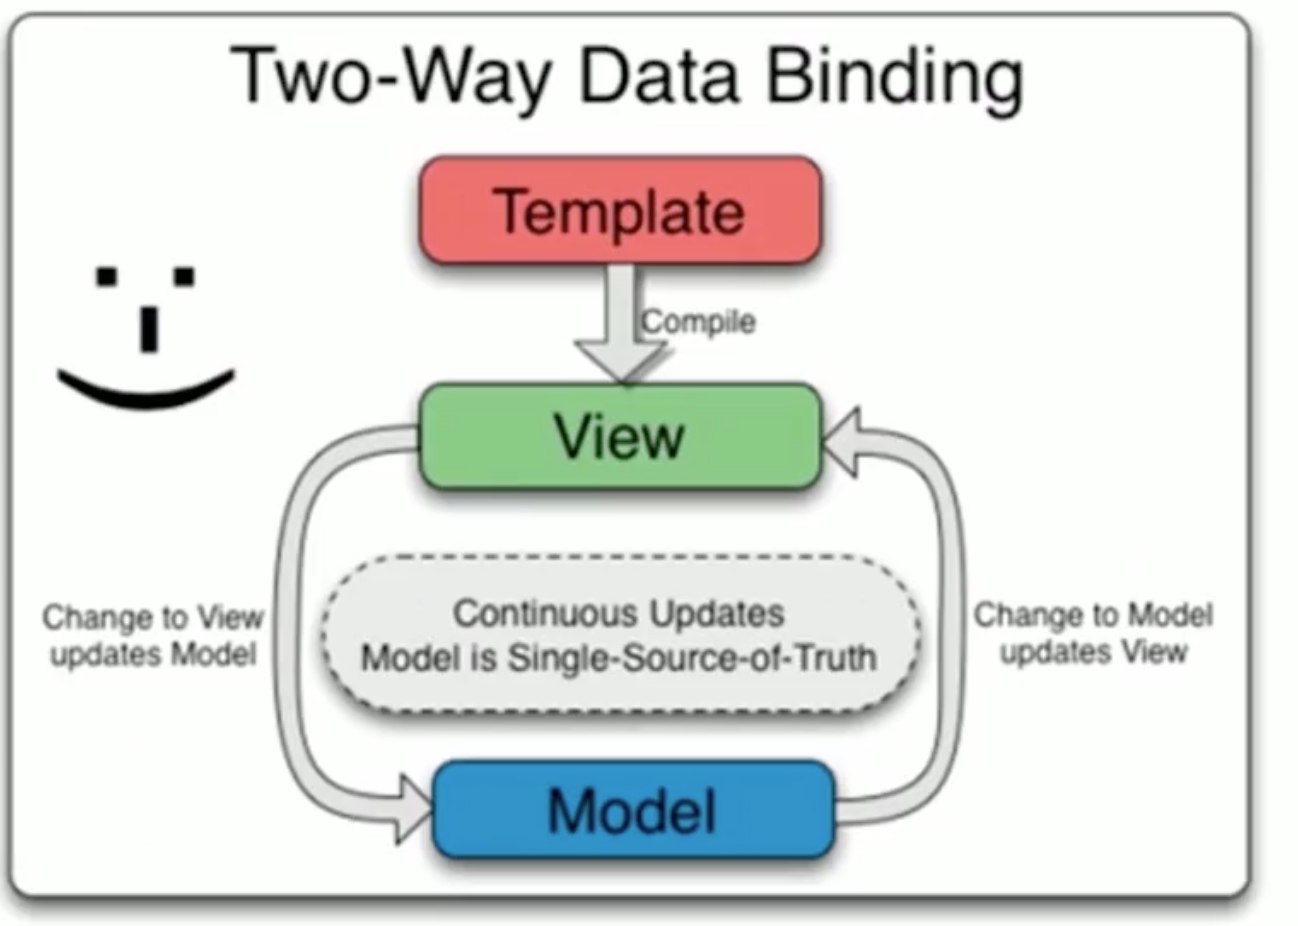 Two-Way Data Binding
Template
Compile
View
Change to View
updates Model
Continuous Updates
Model is Single-Source-of-Truth
Change to Model
updates View
Model